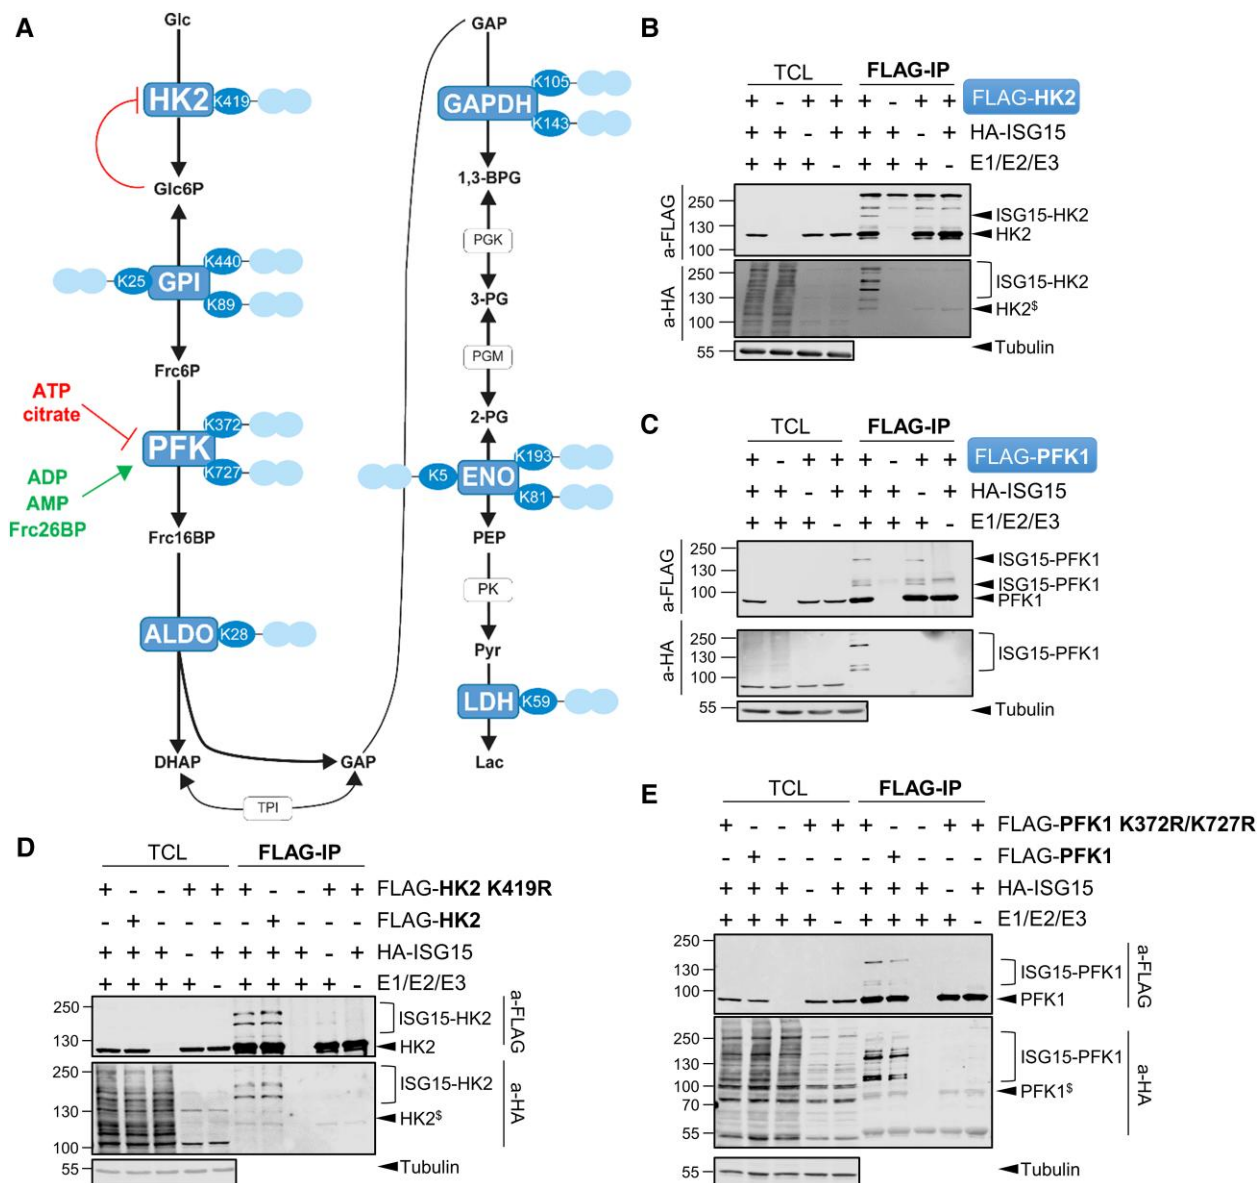 A
Glc
HK2 K419
Glc6P
K440
K25 GPI
K89
Frc6P
ATP
citrate
K372
PFK
K727
ADP
AMP
Frc26BP
Frc16BP
ALDO K28
DHAP
GAP
TPI
GAP
K105
GAPDH
K143
1,3-BPG
PGK
3-PG
PGM
2-PG
K193
K5 ENO
K81
PEP
PK
Pyr
LDH K59
Lac
B
TCL FLAG-IP
+ - + + + - + + FLAG-HK2
+ + - + + + - + HA-ISG15
+ + + - + + + - E1/E2/E3
a-FLAG
250
130
100
ISG15-HK2
HK2
a-HA
250
130
100
ISG15-HK2
HK2$
55
Tubulin
C
TCL FLAG-IP
+ - + + + - + + FLAG-PFK1
+ + - + + + - + HA-ISG15
+ + + - + + + - E1/E2/E3
a-FLAG
250
130
100
ISG15-PFK1
ISG15-PFK1
PFK1
a-HA
250
130
100
ISG15-PFK1
55
Tubulin
D
TCL FLAG-IP
+ - - + + + - - + + FLAG-HK2 K419R
- + - - - - + - - - FLAG-HK2
+ + + - + + + + - + HA-ISG15
+ + + + - + + + + - E1/E2/E3
250
130
ISG15-HK2
HK2
a-FLAG
250
130
100
ISG15-HK2
HK2$
a-HA
55
Tubulin
E
TCL FLAG-IP
+ - - + + + - - + + FLAG-PFK1 K372R/K727R
- + - - - - + - - - FLAG-PFK1
+ + + - + + + + - + HA-ISG15
+ + + + - + + + + - E1/E2/E3
250
130
100
ISG15-PFK1
PFK1
a-FLAG
250
130
100
70
55
ISG15-PFK1
PFK1$
a-HA
55
Tubulin